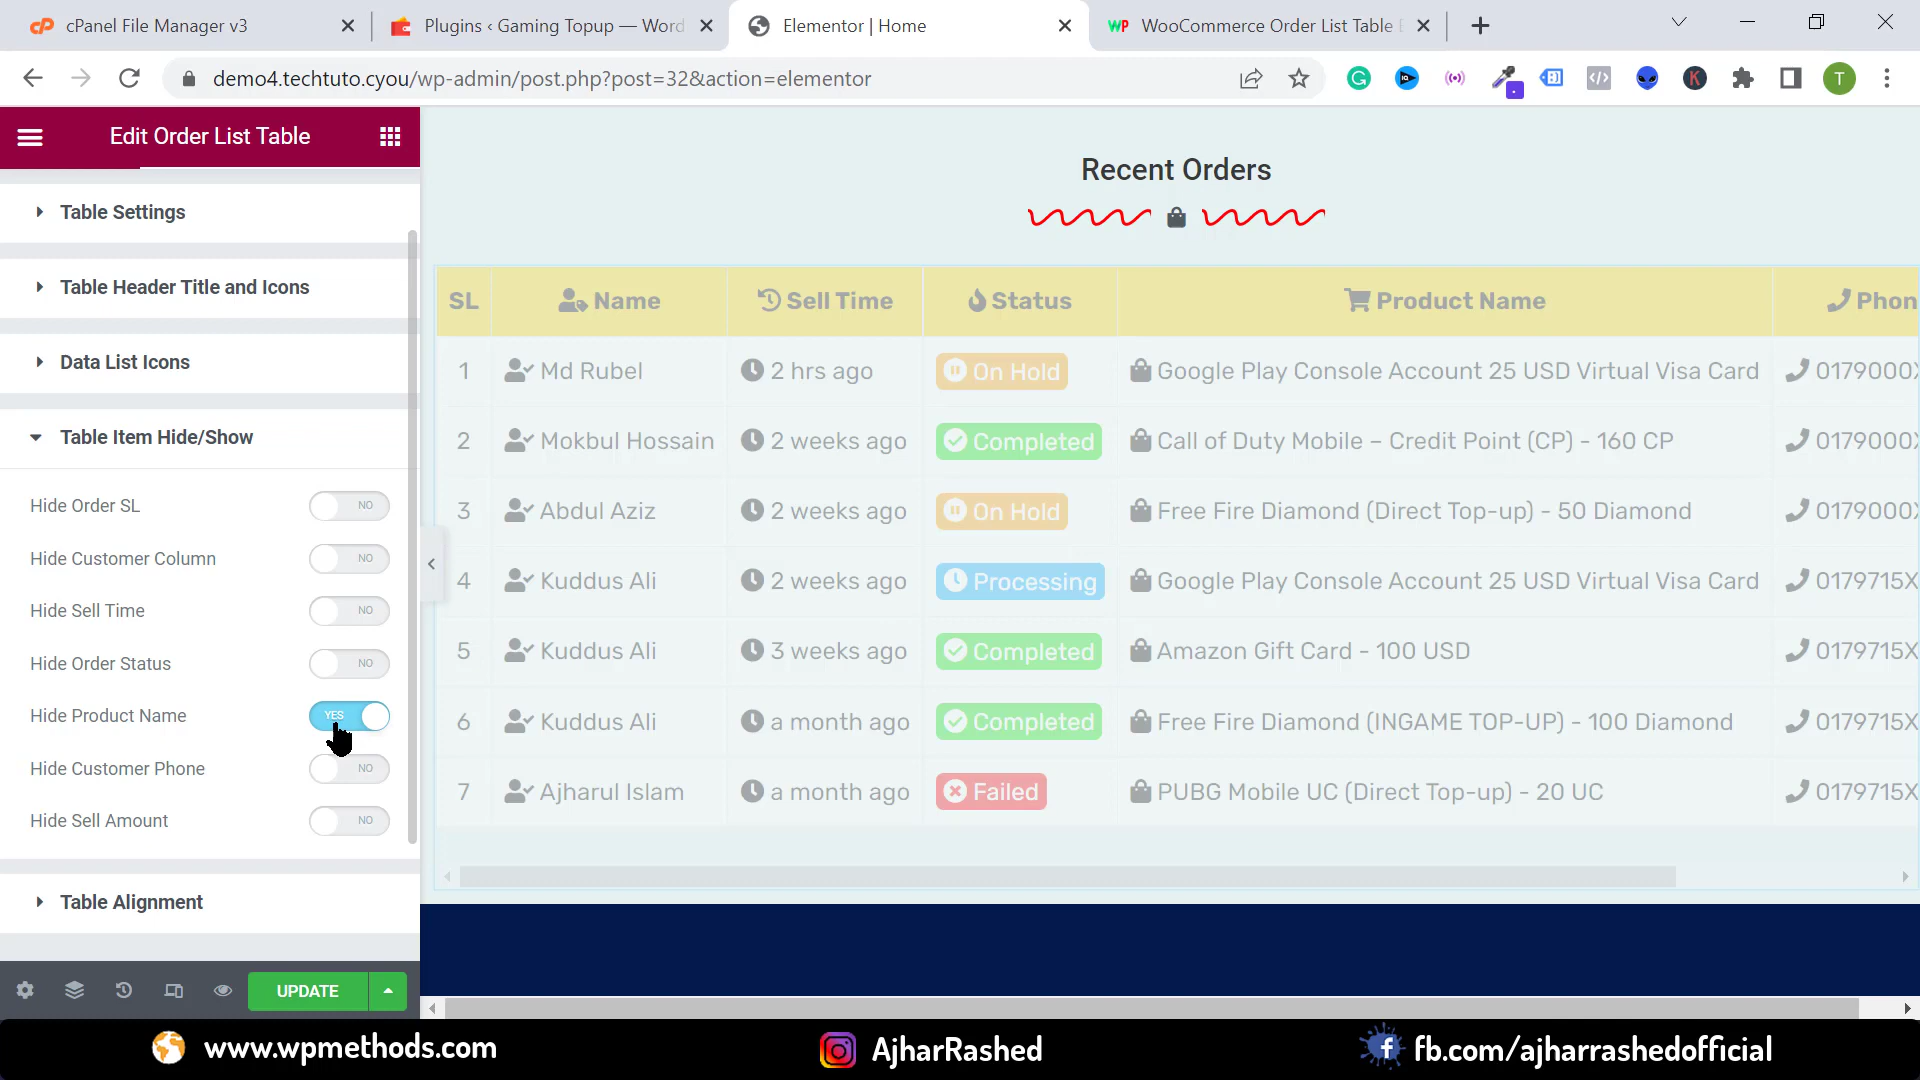 cPanel File Manager v3
Plugins ‹ Gaming Topup — Word
Elementor | Home
WooCommerce Order List Table
demo4.techtuto.cyou/wp-admin/post.php?post=32&action=elementor
T
Edit Order List Table
Table Settings
Table Header Title and Icons
Data List Icons
Table Item Hide/Show
Hide Order SL NO
Hide Customer Column NO
Hide Sell Time NO
Hide Order Status NO
Hide Product Name YES
Hide Customer Phone NO
Hide Sell Amount NO
Table Alignment
UPDATE
Recent Orders
SL Name Sell Time Status Product Name Phon
1 Md Rubel 2 hrs ago On Hold Google Play Console Account 25 USD Virtual Visa Card 0179000X
2 Mokbul Hossain 2 weeks ago Completed Call of Duty Mobile – Credit Point (CP) - 160 CP 0179000X
3 Abdul Aziz 2 weeks ago On Hold Free Fire Diamond (Direct Top-up) - 50 Diamond 0179000X
4 Kuddus Ali 2 weeks ago Processing Google Play Console Account 25 USD Virtual Visa Card 0179715X
5 Kuddus Ali 3 weeks ago Completed Amazon Gift Card - 100 USD 0179715X
6 Kuddus Ali a month ago Completed Free Fire Diamond (INGAME TOP-UP) - 100 Diamond 0179715X
7 Ajharul Islam a month ago Failed PUBG Mobile UC (Direct Top-up) - 20 UC 0179715X
www.wpmethods.com
AjharRashed
fb.com/ajharrashedofficial